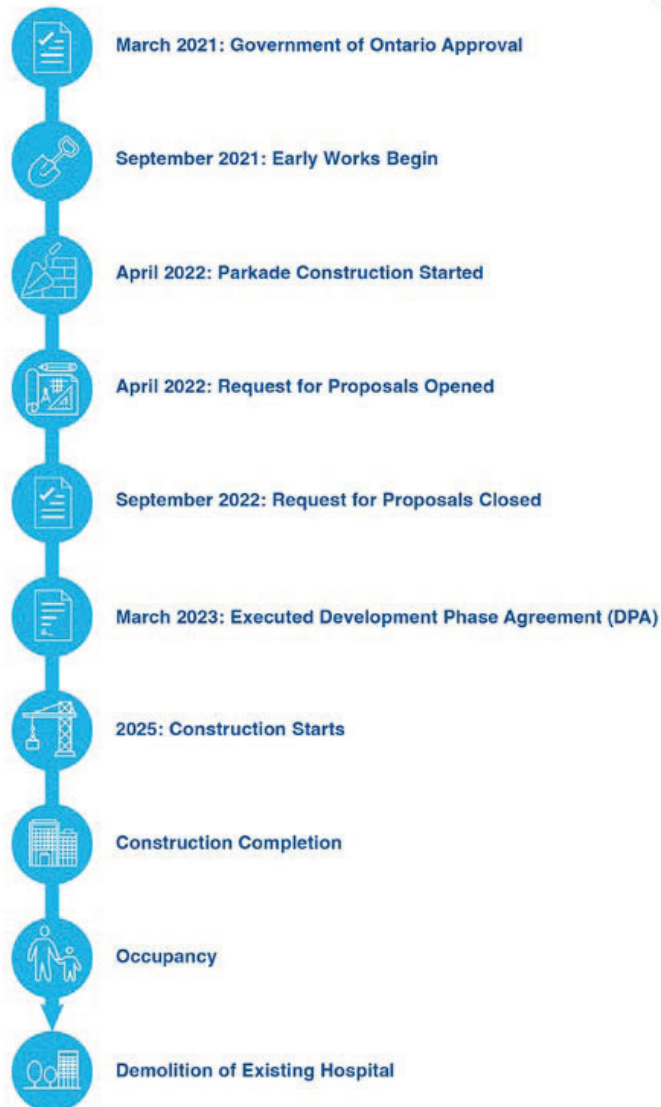 March 2021: Government of Ontario Approval
September 2021: Early Works Begin
April 2022: Parkade Construction Started
April 2022: Request for Proposals Opened
September 2022: Request for Proposals Closed
March 2023: Executed Development Phase Agreement (DPA)
2025: Construction Starts
Construction Completion
Occupancy
Demolition of Existing Hospital